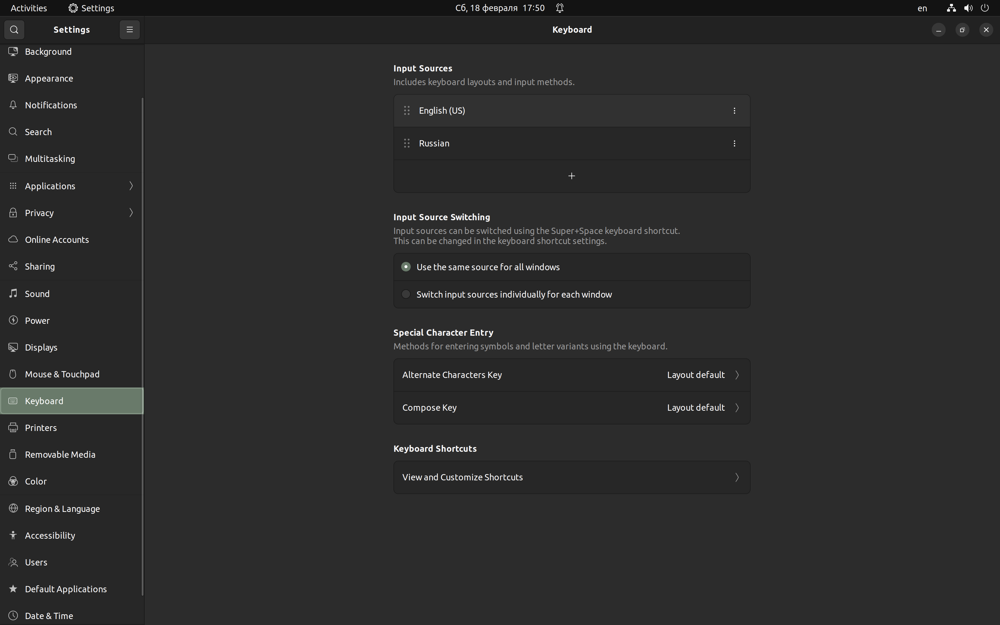 Activities
Settings
Сб, 18 февраля 17:50
en
Settings
Keyboard
Background
Appearance
Notifications
Search
Multitasking
Applications
Privacy
Online Accounts
Sharing
Sound
Power
Displays
Mouse & Touchpad
Keyboard
Printers
Removable Media
Color
Region & Language
Accessibility
Users
Default Applications
Date & Time
Input Sources
Includes keyboard layouts and input methods.
English (US)
Russian
Input Source Switching
Input sources can be switched using the Super+Space keyboard shortcut.
This can be changed in the keyboard shortcut settings.
Use the same source for all windows
Switch input sources individually for each window
Special Character Entry
Methods for entering symbols and letter variants using the keyboard.
Alternate Characters Key Layout default
Compose Key Layout default
Keyboard Shortcuts
View and Customize Shortcuts